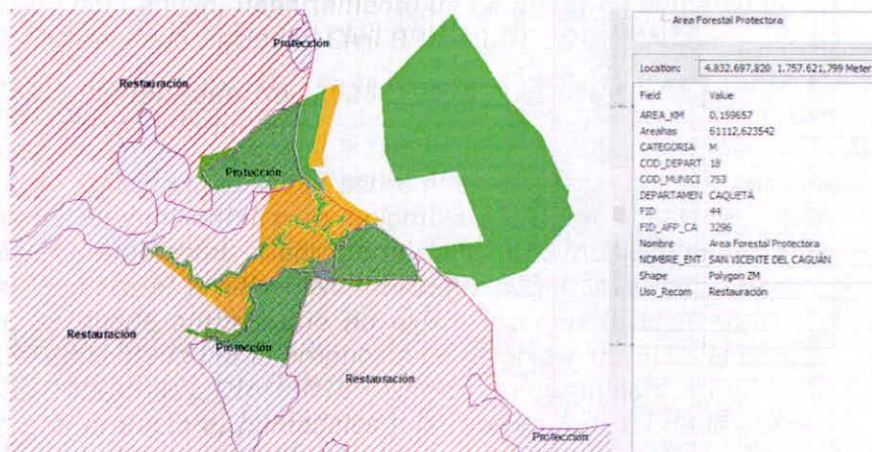 Protección
Restauración
Protección
Restauración
Protección
Restauración
Protección
Area Forestal Protectora
Location: 4.832.697,820 1.757.621,799 Meter
Field Value
AREA_KM 0,159657
Areahas 61112,623542
CATEGORIA M
COD_DEPART 18
COD_MUNICI 753
DEPARTAMEN CAQUETÁ
FID 44
FID_AFP_CA 3296
Nombre Area Forestal Protectora
NOMBRE_ENT SAN VICENTE DEL CAGUÁN
Shape Polygon ZM
Uso_Recom Restauración